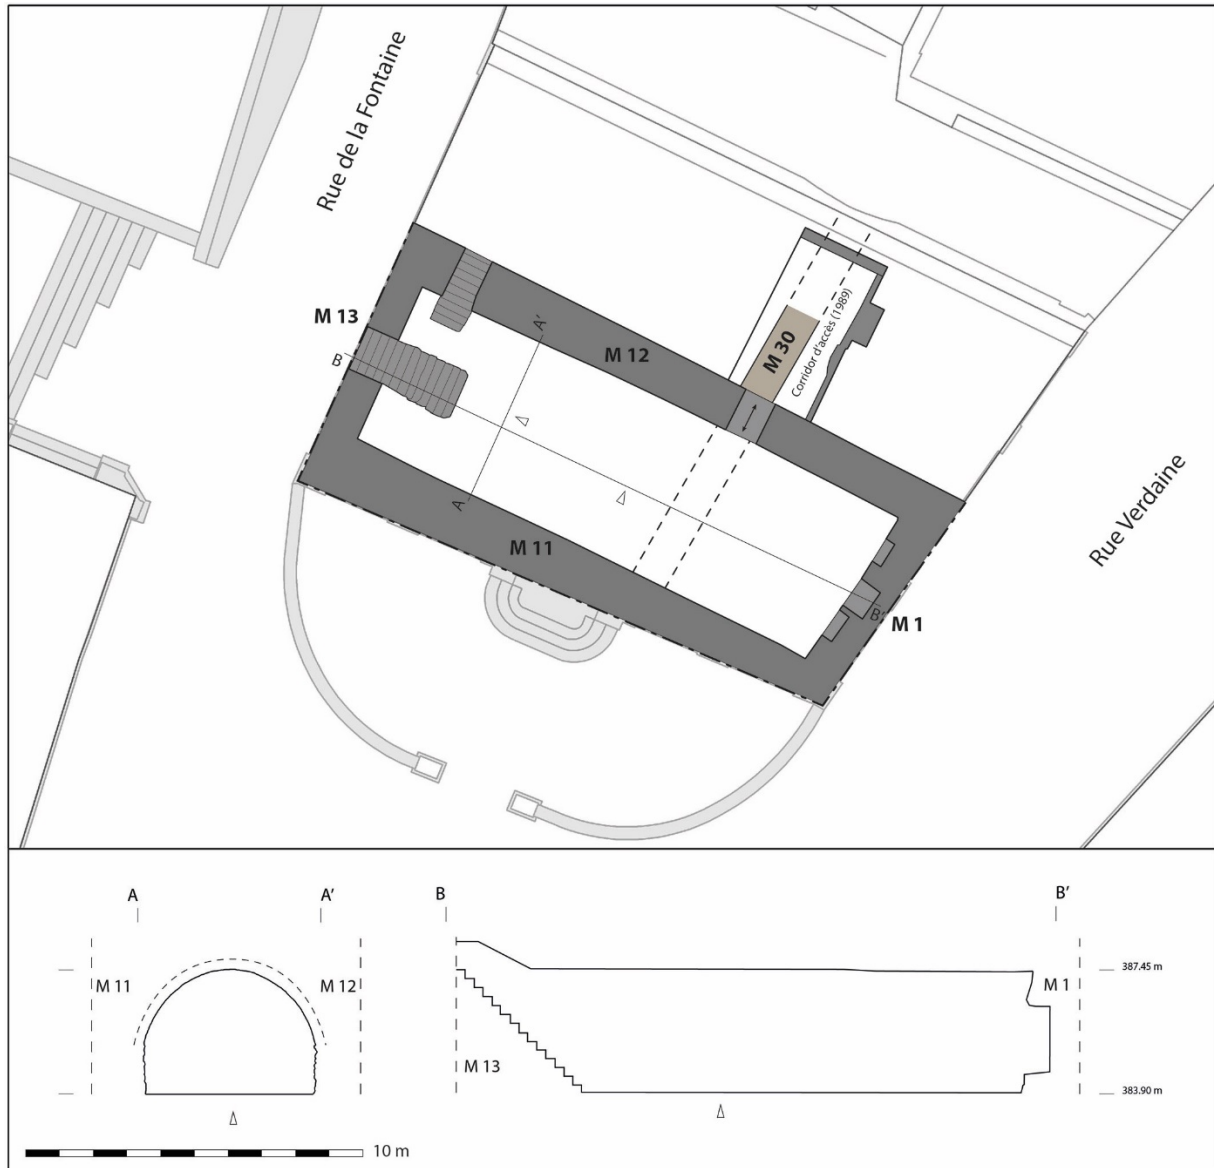 Rue de la Fontaine
M 13
B
A'
M 12
M 30
Corridor d'accès (1989)
A
M 11
B'
M 1
Rue Verdaine
A
A'
B
B'
M 11
M 12
M 13
M 1
387.45 m
383.90 m
10 m